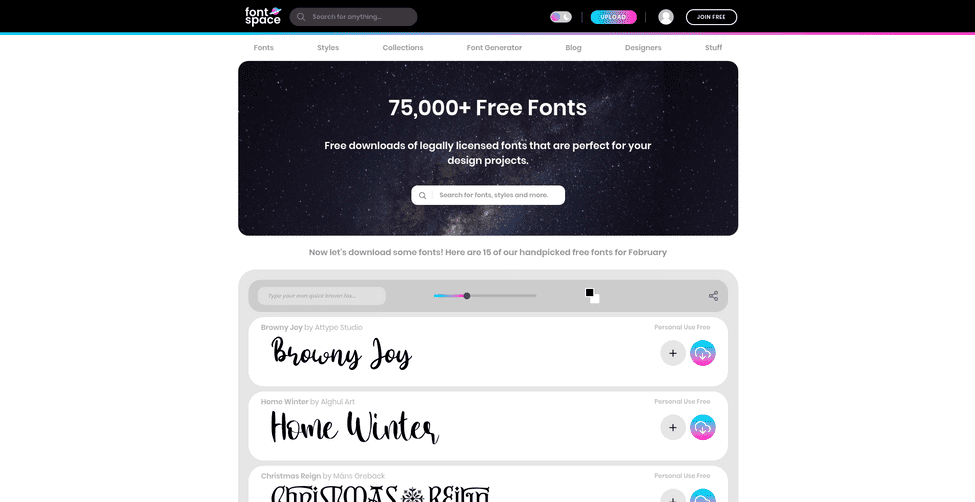 font
space
Search for anything...
UPLOAD
JOIN FREE
Fonts Styles Collections Font Generator Blog Designers Stuff
75,000+ Free Fonts
Free downloads of legally licensed fonts that are perfect for your
design projects.
Search for fonts, styles and more.
Now let's download some fonts! Here are 15 of our handpicked free fonts for February
Type your own quick brown fox...
Browny Joy by Attype Studio
Personal Use Free
Browny Joy
Home Winter by Alghul Art
Personal Use Free
Home Winter
Christmas Reign by Måns Grebäck
Personal Use Free
CHRISTMAS REIGN